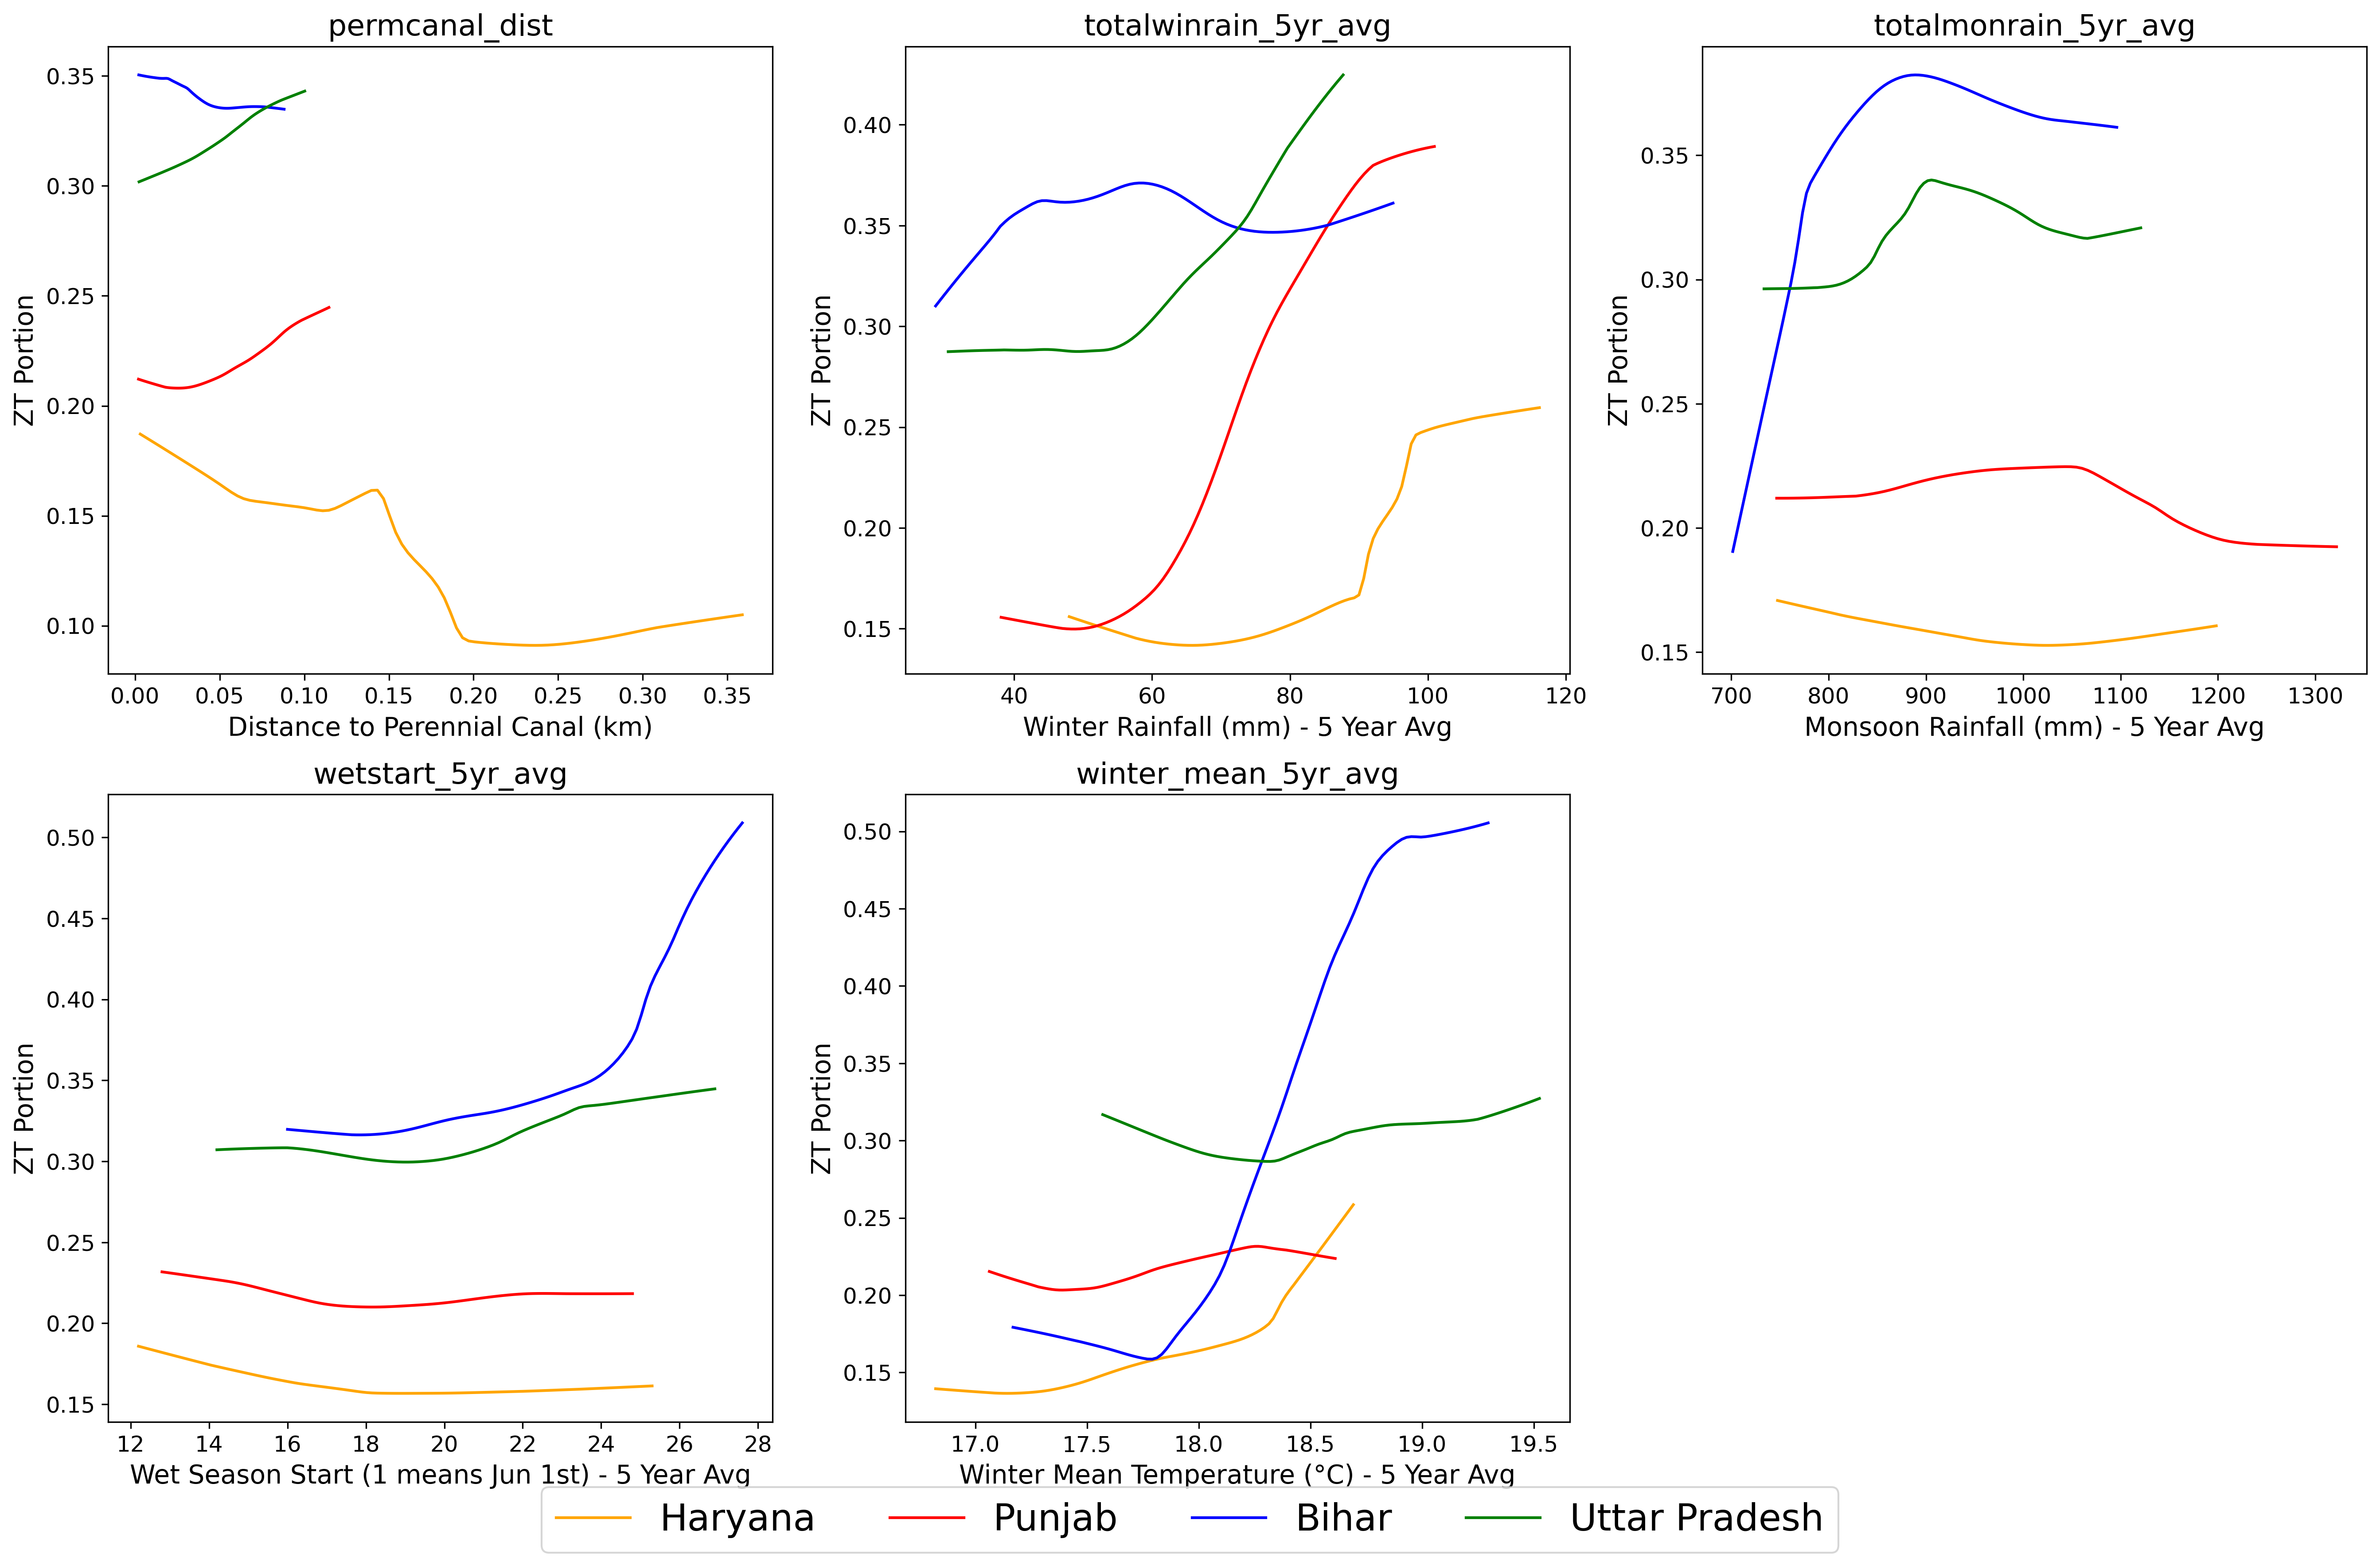 permcanal_dist
0.35
0.30
0.25
0.20
0.15
0.10
ZT Portion
0.00 0.05 0.10 0.15 0.20 0.25 0.30 0.35
Distance to Perennial Canal (km)
totalwinrain_5yr_avg
0.40
0.35
0.30
0.25
0.20
0.15
ZT Portion
40 60 80 100 120
Winter Rainfall (mm) - 5 Year Avg
totalmonrain_5yr_avg
0.35
0.30
0.25
0.20
0.15
ZT Portion
700 800 900 1000 1100 1200 1300
Monsoon Rainfall (mm) - 5 Year Avg
wetstart_5yr_avg
0.50
0.45
0.40
0.35
0.30
0.25
0.20
0.15
ZT Portion
12 14 16 18 20 22 24 26 28
Wet Season Start (1 means Jun 1st) - 5 Year Avg
winter_mean_5yr_avg
0.50
0.45
0.40
0.35
0.30
0.25
0.20
0.15
ZT Portion
17.0 17.5 18.0 18.5 19.0 19.5
Winter Mean Temperature (°C) - 5 Year Avg
Haryana Punjab Bihar Uttar Pradesh